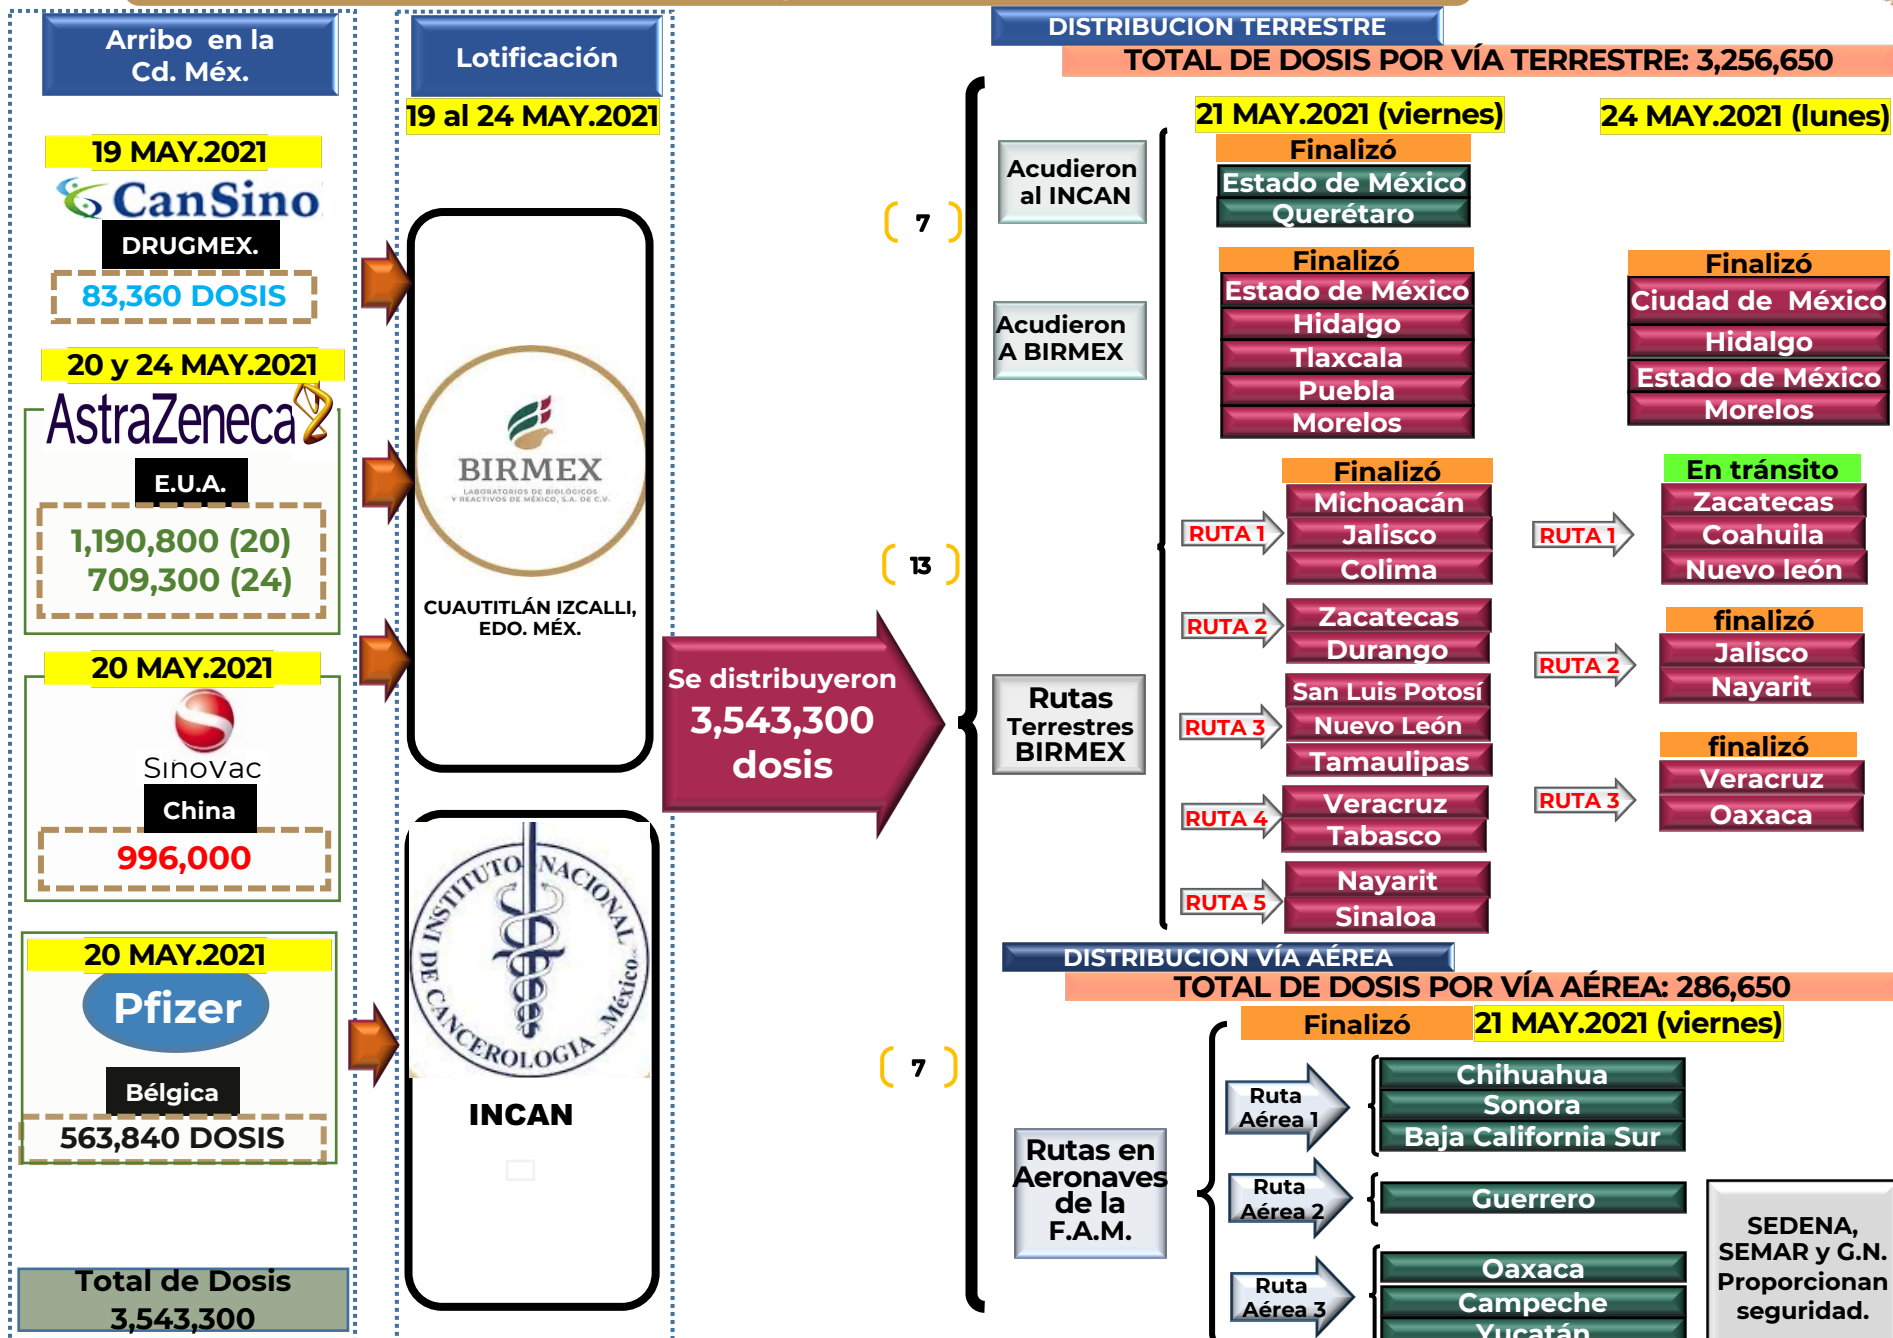 Arribo en la
Cd. Méx.
19 MAY.2021
CanSino
DRUGMEX.
83,360 DOSIS
20 y 24 MAY.2021
AstraZeneca
E.U.A.
1,190,800 (20)
709,300 (24)
20 MAY.2021
Sinovac
China
996,000
20 MAY.2021
Pfizer
Bélgica
563,840 DOSIS
Total de Dosis
3,543,300
Lotificación
19 al 24 MAY.2021
BIRMEX
LABORATORIOS DE BIOLÓGICOS
Y REACTIVOS DE MÉXICO, S.A. DE C.V.
CUAUTITLÁN IZCALLI,
EDO. MÉX.
INSTITUTO NACIONAL
DE CANCEROLOGIA México
INCAN
Se distribuyeron
3,543,300
dosis
7
13
7
DISTRIBUCION TERRESTRE
TOTAL DE DOSIS POR VÍA TERRESTRE: 3,256,650
21 MAY.2021 (viernes)
24 MAY.2021 (lunes)
Acudieron
al INCAN
Finalizó
Estado de México
Querétaro
Acudieron
A BIRMEX
Finalizó
Estado de México
Hidalgo
Tlaxcala
Puebla
Morelos
Finalizó
Ciudad de México
Hidalgo
Estado de México
Morelos
Rutas
Terrestres
BIRMEX
Finalizó
RUTA 1
Michoacán
Jalisco
Colima
RUTA 2
Zacatecas
Durango
RUTA 3
San Luis Potosí
Nuevo León
Tamaulipas
RUTA 4
Veracruz
Tabasco
RUTA 5
Nayarit
Sinaloa
En tránsito
RUTA 1
Zacatecas
Coahuila
Nuevo león
finalizó
RUTA 2
Jalisco
Nayarit
finalizó
RUTA 3
Veracruz
Oaxaca
DISTRIBUCION VÍA AÉREA
TOTAL DE DOSIS POR VÍA AÉREA: 286,650
Finalizó
21 MAY.2021 (viernes)
Rutas en
Aeronaves
de la
F.A.M.
Ruta
Aérea 1
Chihuahua
Sonora
Baja California Sur
Ruta
Aérea 2
Guerrero
Ruta
Aérea 3
Oaxaca
Campeche
Yucatán
SEDENA,
SEMAR y G.N.
Proporcionan
seguridad.